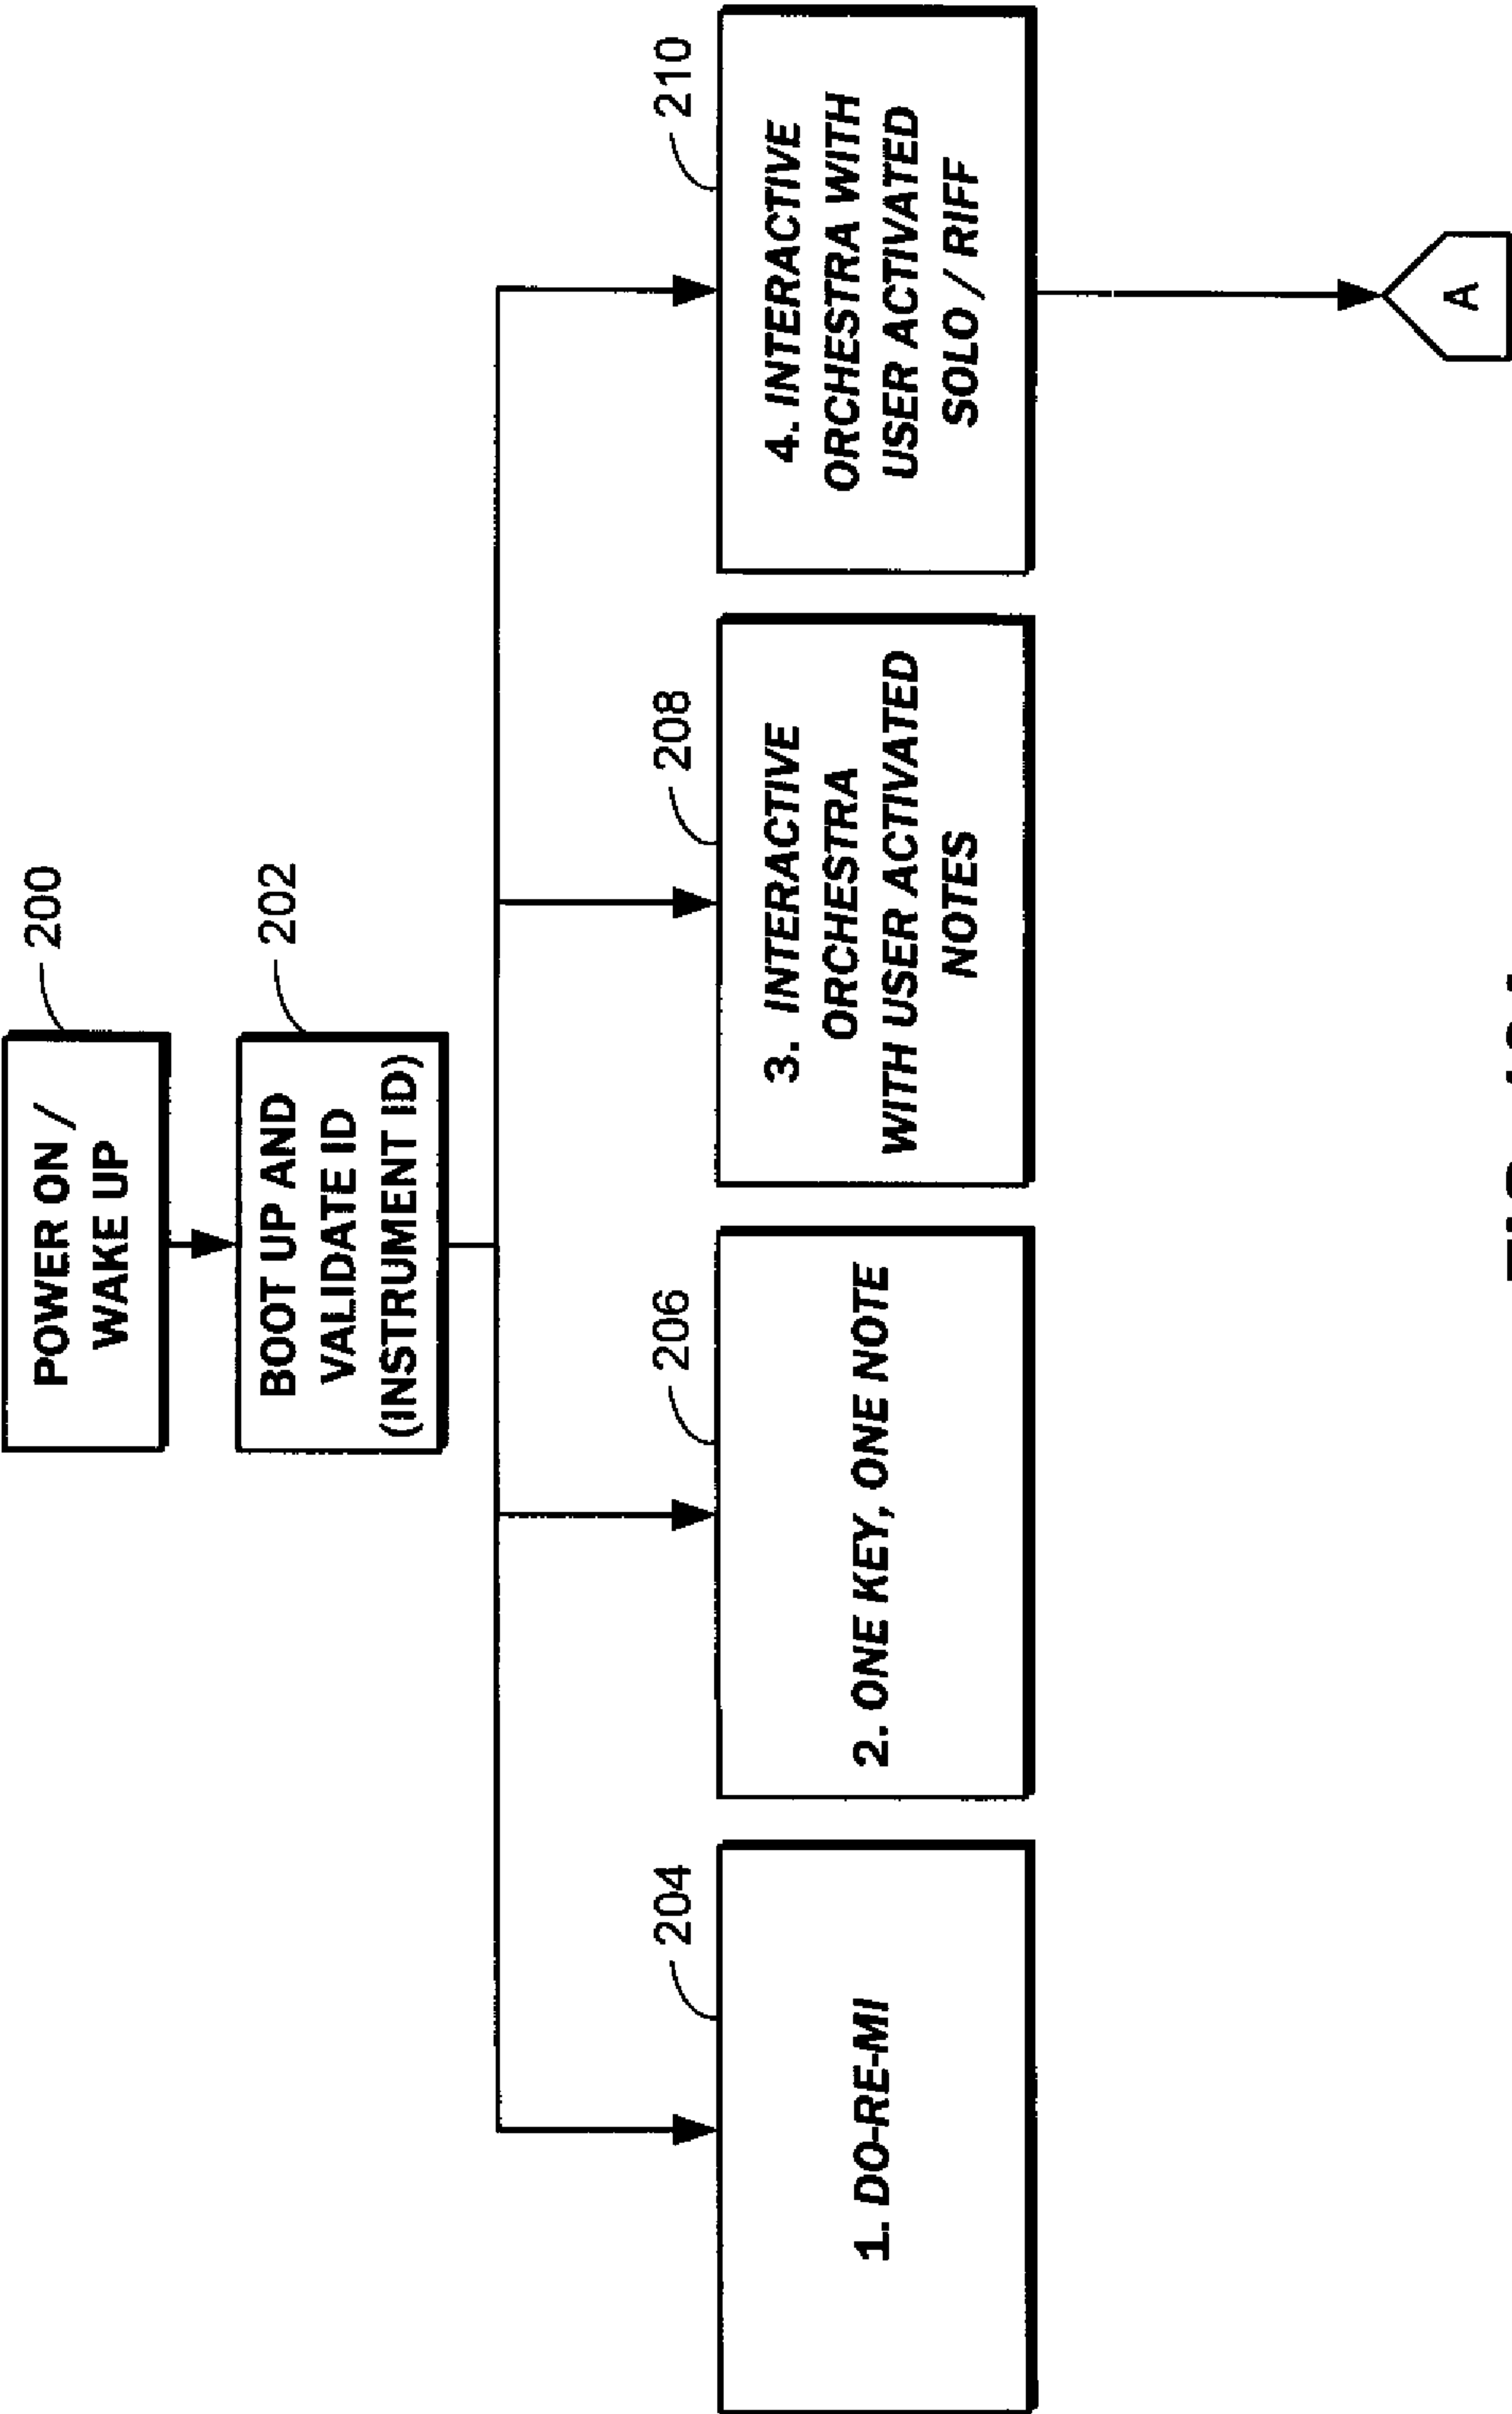 POWER ON /
WAKE UP
200
BOOT UP AND
VALIDATE ID
(INSTRUMENT ID)
202
204
1. DO-RE-MI
206
2. ONE KEY, ONE NOTE
208
3. INTERACTIVE
ORCHESTRA
WITH USER ACTIVATED
NOTES
210
4. INTERACTIVE
ORCHESTRA WITH
USER ACTIVATED
SOLO / RIFF
A